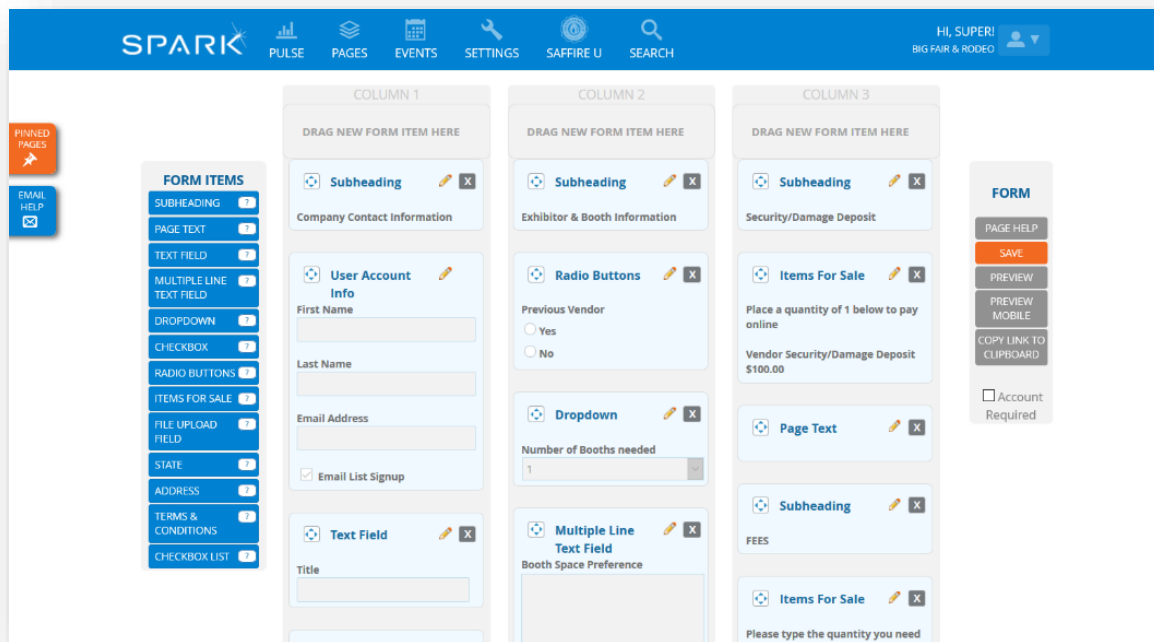 SPARK
PULSE
PAGES
EVENTS
SETTINGS
SAFFIRE U
SEARCH
HI, SUPER!
BIG FAIR & RODEO
PINNED
PAGES
EMAIL
HELP
FORM ITEMS
SUBHEADING ?
PAGE TEXT ?
TEXT FIELD ?
MULTIPLE LINE ?
TEXT FIELD
DROPDOWN ?
CHECKBOX ?
RADIO BUTTONS ?
ITEMS FOR SALE ?
FILE UPLOAD ?
FIELD
STATE ?
ADDRESS ?
TERMS & ?
CONDITIONS
CHECKBOX LIST ?
COLUMN 1
DRAG NEW FORM ITEM HERE
Subheading X
Company Contact Information
User Account
Info
First Name
Last Name
Email Address
Email List Signup
Text Field X
Title
COLUMN 2
DRAG NEW FORM ITEM HERE
Subheading X
Exhibitor & Booth Information
Radio Buttons X
Previous Vendor
Yes
No
Dropdown X
Number of Booths needed
1
Multiple Line X
Text Field
Booth Space Preference
COLUMN 3
DRAG NEW FORM ITEM HERE
Subheading X
Security/Damage Deposit
Items For Sale X
Place a quantity of 1 below to pay
online
Vendor Security/Damage Deposit
$100.00
Page Text X
Subheading X
FEES
Items For Sale X
Please type the quantity you need
FORM
PAGE HELP
SAVE
PREVIEW
PREVIEW
MOBILE
COPY LINK TO
CLIPBOARD
Account
Required